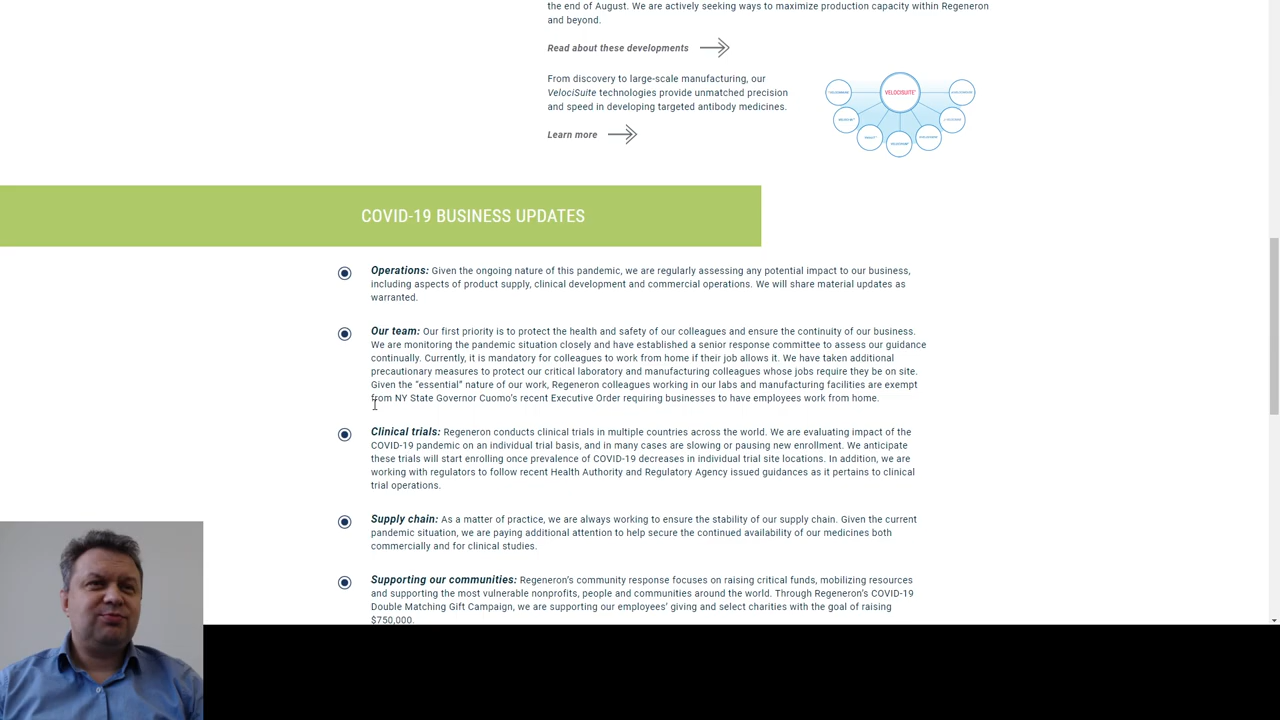 the end of August. We are actively seeking ways to maximize production capacity within Regeneron
and beyond.
Read about these developments
From discovery to large-scale manufacturing, our
VelociSuite technologies provide unmatched precision
and speed in developing targeted antibody medicines.
Learn more
VELOCISUITE®
COVID-19 BUSINESS UPDATES
Operations: Given the ongoing nature of this pandemic, we are regularly assessing any potential impact to our business,
including aspects of product supply, clinical development and commercial operations. We will share material updates as
warranted.
Our team: Our first priority is to protect the health and safety of our colleagues and ensure the continuity of our business.
We are monitoring the pandemic situation closely and have established a senior response committee to assess our guidance
continually. Currently, it is mandatory for colleagues to work from home if their job allows it. We have taken additional
precautionary measures to protect our critical laboratory and manufacturing colleagues whose jobs require they be on site.
Given the “essential” nature of our work, Regeneron colleagues working in our labs and manufacturing facilities are exempt
from NY State Governor Cuomo’s recent Executive Order requiring businesses to have employees work from home.
Clinical trials: Regeneron conducts clinical trials in multiple countries across the world. We are evaluating impact of the
COVID-19 pandemic on an individual trial basis, and in many cases are slowing or pausing new enrollment. We anticipate
these trials will start enrolling once prevalence of COVID-19 decreases in individual trial site locations. In addition, we are
working with regulators to follow recent Health Authority and Regulatory Agency issued guidances as it pertains to clinical
trial operations.
Supply chain: As a matter of practice, we are always working to ensure the stability of our supply chain. Given the current
pandemic situation, we are paying additional attention to help secure the continued availability of our medicines both
commercially and for clinical studies.
Supporting our communities: Regeneron’s community response focuses on raising critical funds, mobilizing resources
and supporting the most vulnerable nonprofits, people and communities around the world. Through Regeneron’s COVID-19
Double Matching Gift Campaign, we are supporting our employees’ giving and select charities with the goal of raising
$750,000.